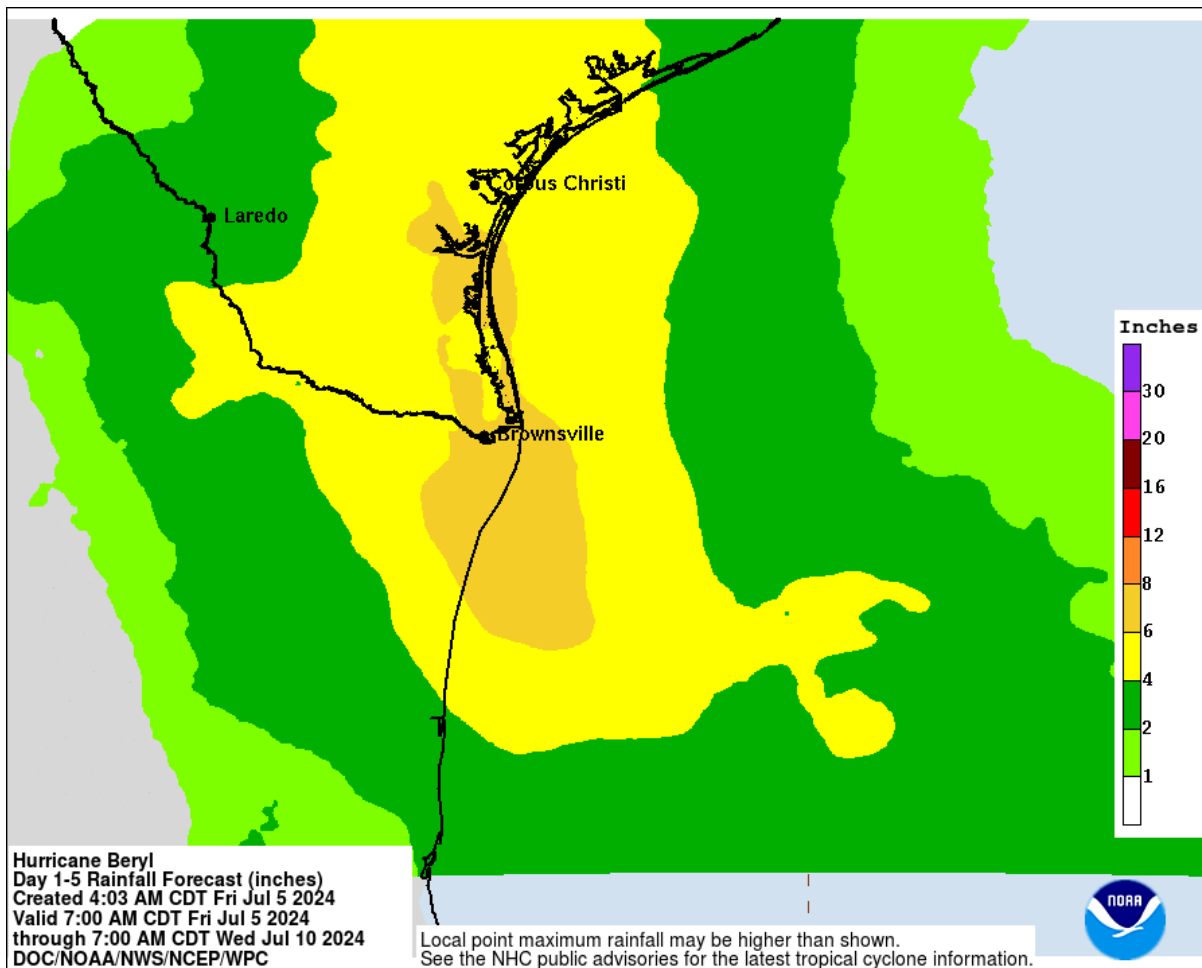 Corpus Christi
Laredo
Brownsville
Inches
30
20
16
12
8
6
4
2
1
Hurricane Beryl
Day 1-5 Rainfall Forecast (inches)
Created 4:03 AM CDT Fri Jul 5 2024
Valid 7:00 AM CDT Fri Jul 5 2024
through 7:00 AM CDT Wed Jul 10 2024
DOC/NOAA/NWS/NCEP/WPC
Local point maximum rainfall may be higher than shown.
See the NHC public advisories for the latest tropical cyclone information.
NOAA